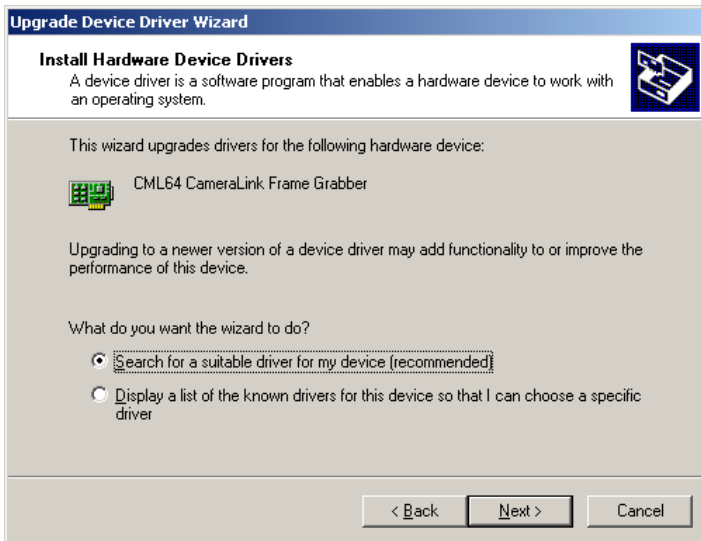 Upgrade Device Driver Wizard
Install Hardware Device Drivers
A device driver is a software program that enables a hardware device to work with
an operating system.
This wizard upgrades drivers for the following hardware device:
CML64 CameraLink Frame Grabber
Upgrading to a newer version of a device driver may add functionality to or improve the
performance of this device.
What do you want the wizard to do?
Search for a suitable driver for my device (recommended)
Display a list of the known drivers for this device so that I can choose a specific
driver
< Back Next > Cancel